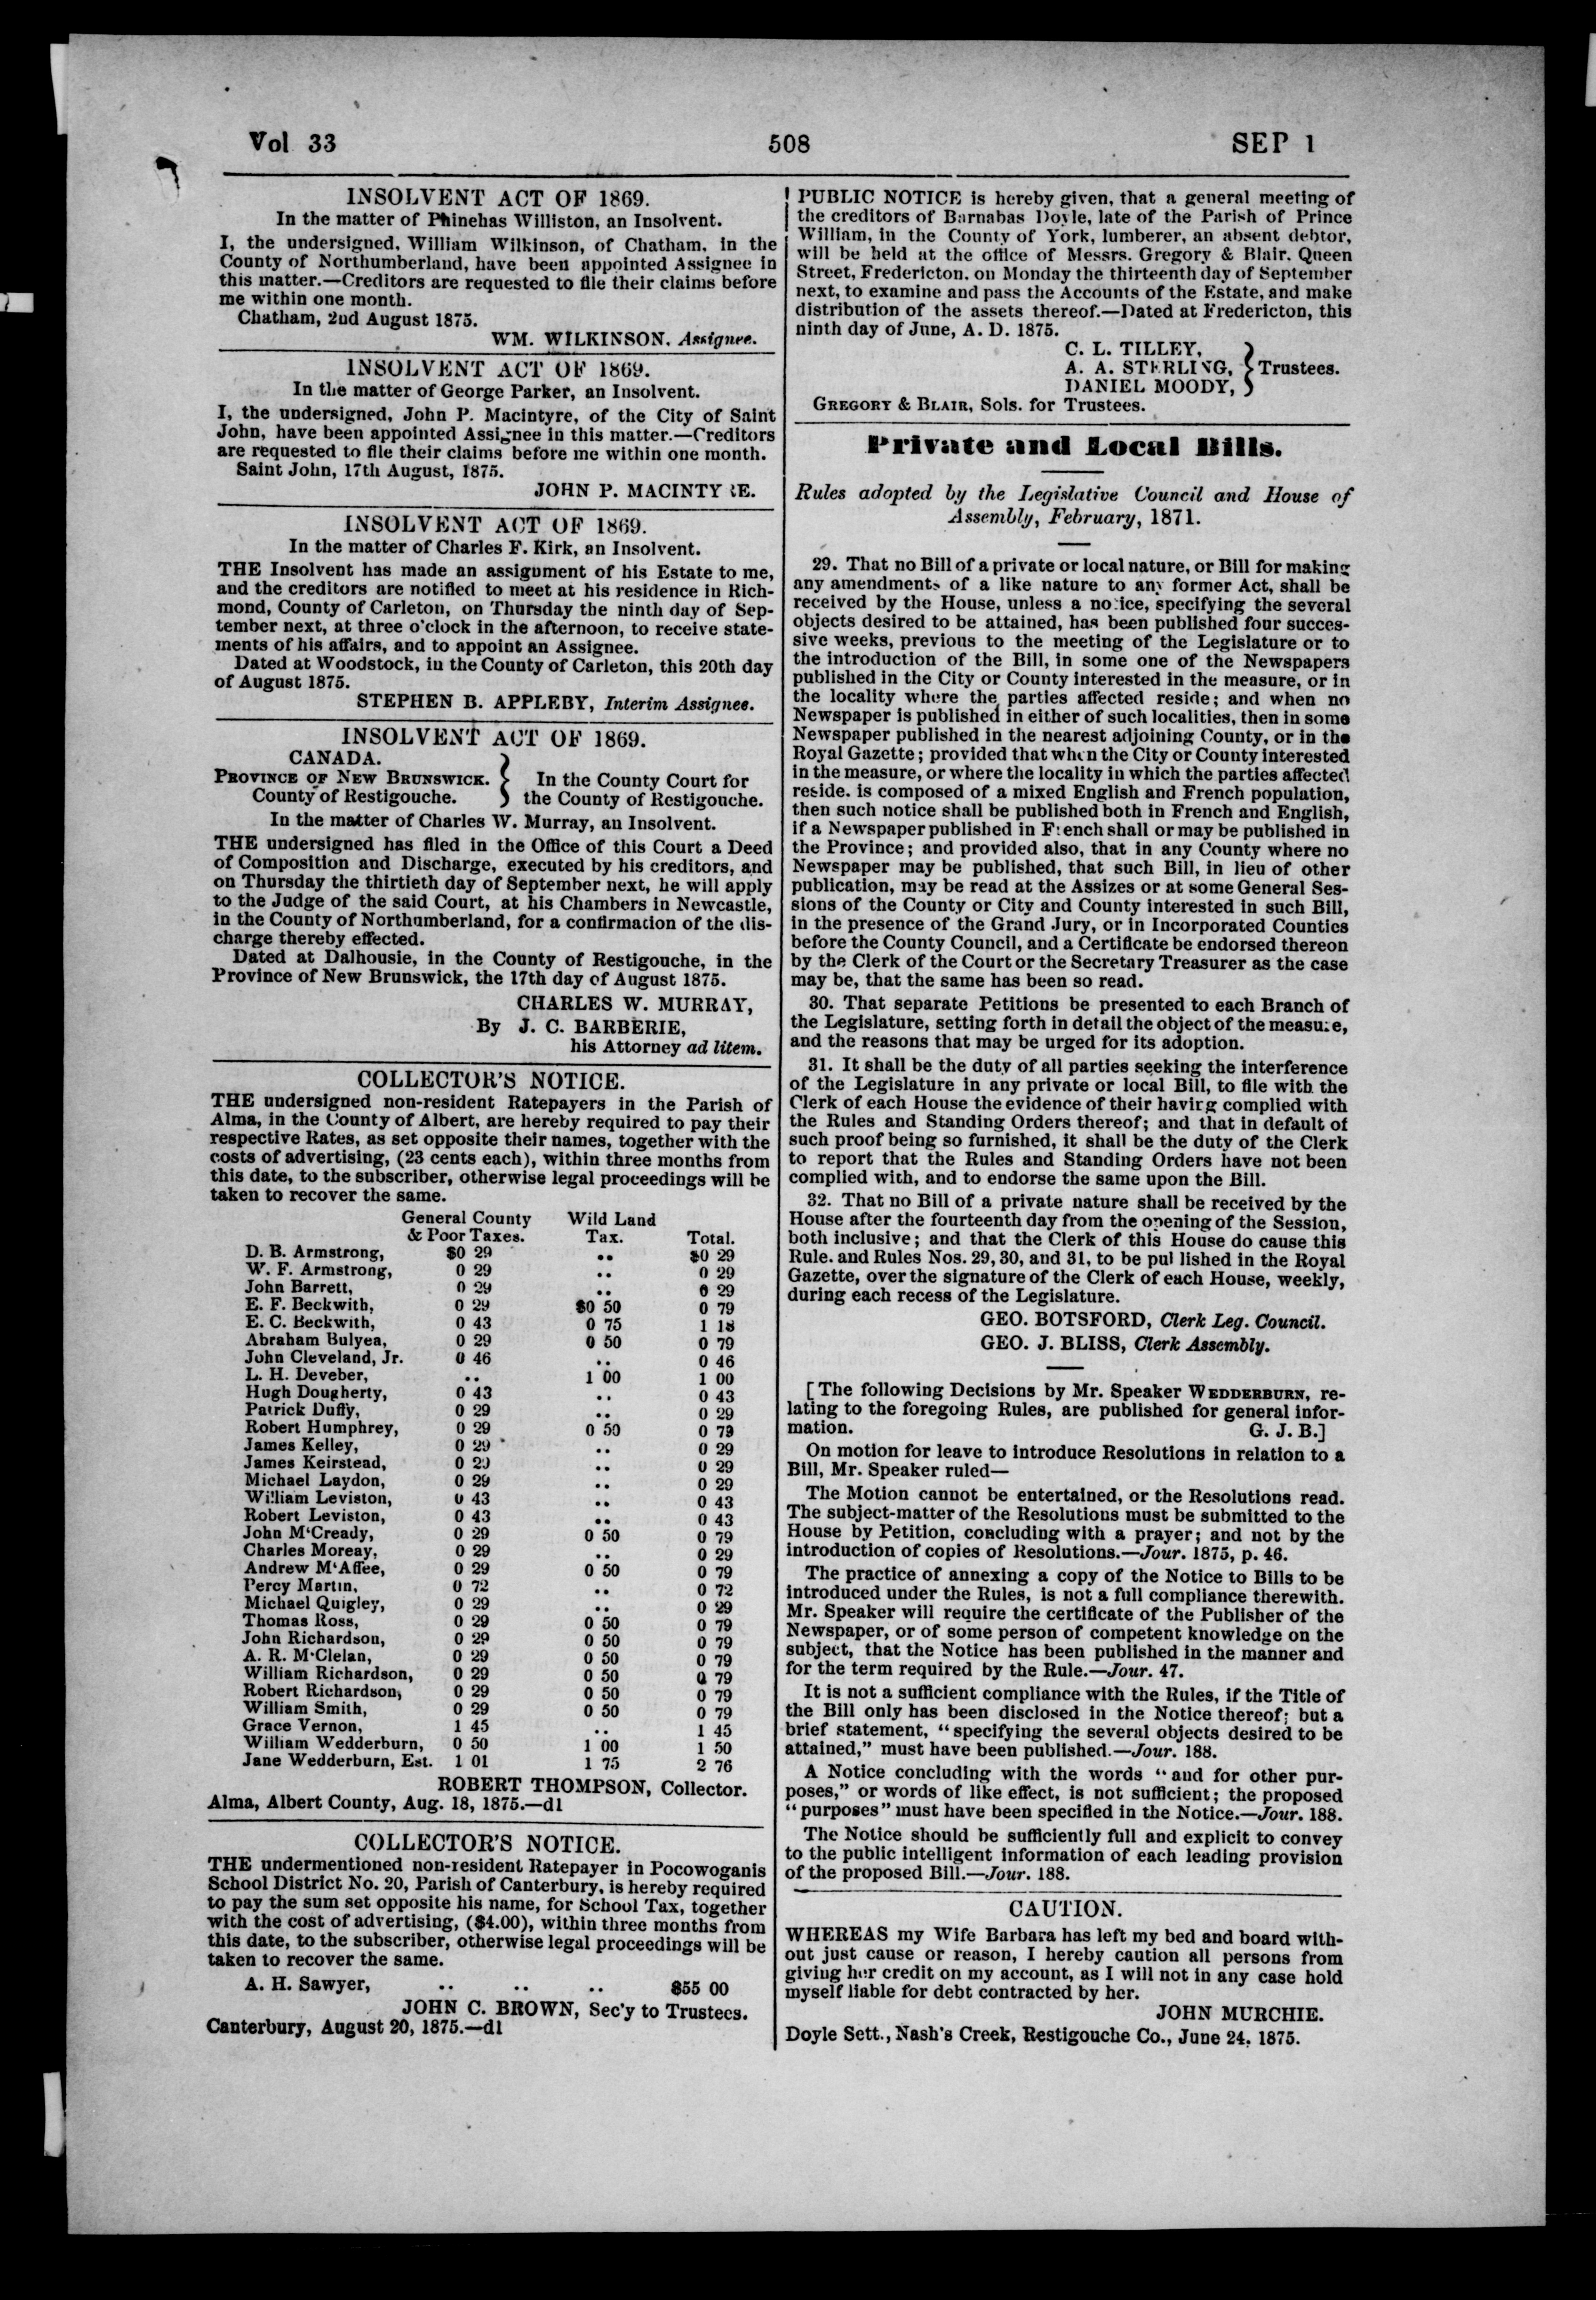 Vol 33 508 SEP 1
INSOLVENT ACT OF 1869.
In the matter of Phinehas Williston, an Insolvent.
I, the undersigned, William Wilkinson, of Chatham, in the
County of Northumberland, have been appointed Assignee in
this matter.—Creditors are requested to file their claims before
me within one month.
Chatham, 2nd August 1875.
WM. WILKINSON, Assignee.
INSOLVENT ACT OF 1869.
In the matter of George Parker, an Insolvent.
I, the undersigned, John P. Macintyre, of the City of Saint
John, have been appointed Assignee in this matter.—Creditors
are requested to file their claims before me within one month.
Saint John, 17th August, 1875.
JOHN P. MACINTYRE.
INSOLVENT ACT OF 1869.
In the matter of Charles F. Kirk, an Insolvent.
THE Insolvent has made an assignment of his Estate to me,
and the creditors are notified to meet at his residence in Rich-
mond, County of Carleton, on Thursday the ninth day of Sep-
tember next, at three o'clock in the afternoon, to receive state-
ments of his affairs, and to appoint an Assignee.
Dated at Woodstock, in the County of Carleton, this 20th day
of August 1875.
STEPHEN B. APPLEBY, Interim Assignee.
INSOLVENT ACT OF 1869.
CANADA.
PROVINCE OF NEW BRUNSWICK. } In the County Court for
County of Restigouche. the County of Restigouche.
In the matter of Charles W. Murray, an Insolvent.
THE undersigned has filed in the Office of this Court a Deed
of Composition and Discharge, executed by his creditors, and
on Thursday the thirtieth day of September next, he will apply
to the Judge of the said Court, at his Chambers in Newcastle,
in the County of Northumberland, for a confirmation of the dis-
charge thereby effected.
Dated at Dalhousie, in the County of Restigouche, in the
Province of New Brunswick, the 17th day of August 1875.
CHARLES W. MURRAY,
By J. C. BARBERIE,
his Attorney ad litem.
COLLECTOR'S NOTICE.
THE undersigned non-resident Ratepayers in the Parish of
Alma, in the County of Albert, are hereby required to pay their
respective Rates, as set opposite their names, together with the
costs of advertising, (23 cents each), within three months from
this date, to the subscriber, otherwise legal proceedings will be
taken to recover the same.
General County Wild Land
& Poor Taxes. Tax. Total.
D. B. Armstrong, $0 29 .. $0 29
W. F. Armstrong, 0 29 .. 0 29
John Barrett, 0 29 .. 0 29
E. F. Beckwith, 0 29 $0 50 0 79
E. C. Beckwith, 0 43 0 75 1 18
Abraham Bulyea, 0 29 0 50 0 79
John Cleveland, Jr. 0 46 .. 0 46
L. H. Deveber, .. 1 00 1 00
Hugh Dougherty, 0 43 .. 0 43
Patrick Duffy, 0 29 .. 0 29
Robert Humphrey, 0 29 0 50 0 79
James Kelley, 0 29 .. 0 29
James Keirstead, 0 29 .. 0 29
Michael Laydon, 0 29 .. 0 29
William Leviston, 0 43 .. 0 43
Robert Leviston, 0 43 .. 0 43
John M'Cready, 0 29 0 50 0 79
Charles Moreay, 0 29 .. 0 29
Andrew M'Affee, 0 29 0 50 0 79
Percy Martin, 0 72 .. 0 72
Michael Quigley, 0 29 .. 0 29
Thomas Ross, 0 29 0 50 0 79
John Richardson, 0 29 0 50 0 79
A. R. M'Clelan, 0 29 0 50 0 79
William Richardson, 0 29 0 50 0 79
Robert Richardson, 0 29 0 50 0 79
William Smith, 0 29 0 50 0 79
Grace Vernon, 1 45 .. 1 45
William Wedderburn, 0 50 1 00 1 50
Jane Wedderburn, Est. 1 01 1 75 2 76
ROBERT THOMPSON, Collector.
Alma, Albert County, Aug. 18, 1875.—d1
COLLECTOR'S NOTICE.
THE undermentioned non-resident Ratepayer in Pocowoganis
School District No. 20, Parish of Canterbury, is hereby required
to pay the sum set opposite his name, for School Tax, together
with the cost of advertising, ($4.00), within three months from
this date, to the subscriber, otherwise legal proceedings will be
taken to recover the same.
A. H. Sawyer, .. .. .. $55 00
JOHN C. BROWN, Sec'y to Trustees.
Canterbury, August 20, 1875.—d1
PUBLIC NOTICE is hereby given, that a general meeting of
the creditors of Barnabas Doyle, late of the Parish of Prince
William, in the County of York, lumberer, an absent debtor,
will be held at the office of Messrs. Gregory & Blair, Queen
Street, Fredericton, on Monday the thirteenth day of September
next, to examine and pass the Accounts of the Estate, and make
distribution of the assets thereof.—Dated at Fredericton, this
ninth day of June, A. D. 1875.
C. L. TILLEY,
A. A. STERLING, } Trustees.
DANIEL MOODY,
GREGORY & BLAIR, Sols. for Trustees.
Private and Local Bills.
Rules adopted by the Legislative Council and House of
Assembly, February, 1871.
29. That no Bill of a private or local nature, or Bill for making
any amendments of a like nature to any former Act, shall be
received by the House, unless a notice, specifying the several
objects desired to be attained, has been published four succes-
sive weeks, previous to the meeting of the Legislature or to
the introduction of the Bill, in some one of the Newspapers
published in the City or County interested in the measure, or in
the locality where the parties affected reside; and when no
Newspaper is published in either of such localities, then in some
Newspaper published in the nearest adjoining County, or in the
Royal Gazette; provided that when the City or County interested
in the measure, or where the locality in which the parties affected
reside. is composed of a mixed English and French population,
then such notice shall be published both in French and English,
if a Newspaper published in French shall or may be published in
the Province; and provided also, that in any County where no
Newspaper may be published, that such Bill, in lieu of other
publication, may be read at the Assizes or at some General Ses-
sions of the County or City and County interested in such Bill,
in the presence of the Grand Jury, or in Incorporated Counties
before the County Council, and a Certificate be endorsed thereon
by the Clerk of the Court or the Secretary Treasurer as the case
may be, that the same has been so read.
30. That separate Petitions be presented to each Branch of
the Legislature, setting forth in detail the object of the measure,
and the reasons that may be urged for its adoption.
31. It shall be the duty of all parties seeking the interference
of the Legislature in any private or local Bill, to file with the
Clerk of each House the evidence of their having complied with
the Rules and Standing Orders thereof; and that in default of
such proof being so furnished, it shall be the duty of the Clerk
to report that the Rules and Standing Orders have not been
complied with, and to endorse the same upon the Bill.
32. That no Bill of a private nature shall be received by the
House after the fourteenth day from the opening of the Session,
both inclusive; and that the Clerk of this House do cause this
Rule. and Rules Nos. 29, 30, and 31, to be published in the Royal
Gazette, over the signature of the Clerk of each House, weekly,
during each recess of the Legislature.
GEO. BOTSFORD, Clerk Leg. Council.
GEO. J. BLISS, Clerk Assembly.
[The following Decisions by Mr. Speaker WEDDERBURN, re-
lating to the foregoing Rules, are published for general infor-
mation. G. J. B.]
On motion for leave to introduce Resolutions in relation to a
Bill, Mr. Speaker ruled—
The Motion cannot be entertained, or the Resolutions read.
The subject-matter of the Resolutions must be submitted to the
House by Petition, concluding with a prayer; and not by the
introduction of copies of Resolutions.—Jour. 1875, p. 46.
The practice of annexing a copy of the Notice to Bills to be
introduced under the Rules, is not a full compliance therewith.
Mr. Speaker will require the certificate of the Publisher of the
Newspaper, or of some person of competent knowledge on the
subject, that the Notice has been published in the manner and
for the term required by the Rule.—Jour. 47.
It is not a sufficient compliance with the Rules, if the Title of
the Bill only has been disclosed in the Notice thereof; but a
brief statement, "specifying the several objects desired to be
attained," must have been published.—Jour. 188.
A Notice concluding with the words "and for other pur-
poses," or words of like effect, is not sufficient; the proposed
"purposes" must have been specified in the Notice.—Jour. 188.
The Notice should be sufficiently full and explicit to convey
to the public intelligent information of each leading provision
of the proposed Bill.—Jour. 188.
CAUTION.
WHEREAS my Wife Barbara has left my bed and board with-
out just cause or reason, I hereby caution all persons from
giving her credit on my account, as I will not in any case hold
myself liable for debt contracted by her.
JOHN MURCHIE.
Doyle Sett., Nash's Creek, Restigouche Co., June 24, 1875.